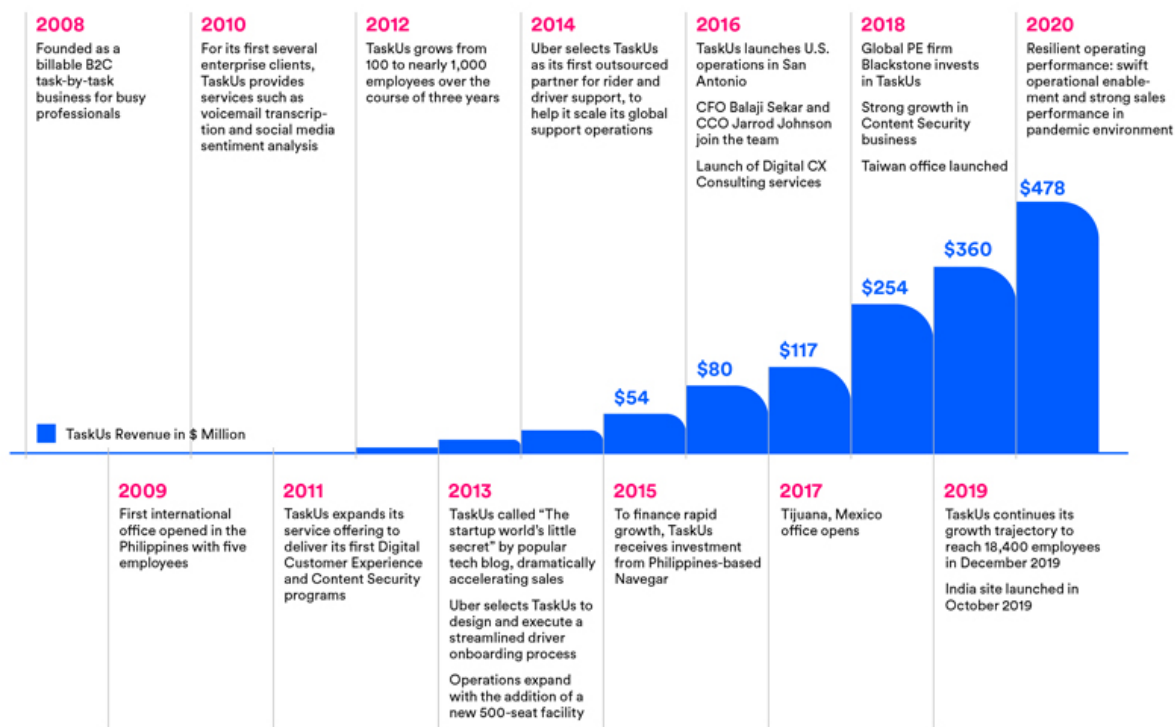 2008
Founded as a
billable B2C
task-by-task
business for busy
professionals
2010
For its first several
enterprise clients,
TaskUs provides
services such as
voicemail transcrip-
tion and social media
sentiment analysis
2012
TaskUs grows from
100 to nearly 1,000
employees over the
course of three years
2014
Uber selects TaskUs
as its first outsourced
partner for rider and
driver support, to
help it scale its global
support operations
2016
TaskUs launches U.S.
operations in San
Antonio
CFO Balaji Sekar and
CCO Jarrod Johnson
join the team
Launch of Digital CX
Consulting services
2018
Global PE firm
Blackstone invests
in TaskUs
Strong growth in
Content Security
business
Taiwan office launched
2020
Resilient operating
performance: swift
operational enable-
ment and strong sales
performance in
pandemic environment
$54
$80
$117
$254
$360
$478
TaskUs Revenue in $ Million
2009
First international
office opened in the
Philippines with five
employees
2011
TaskUs expands its
service offering to
deliver its first Digital
Customer Experience
and Content Security
programs
2013
TaskUs called “The
startup world’s little
secret” by popular
tech blog, dramatically
accelerating sales
Uber selects TaskUs to
design and execute a
streamlined driver
onboarding process
Operations expand
with the addition of a
new 500-seat facility
2015
To finance rapid
growth, TaskUs
receives investment
from Philippines-based
Navegar
2017
Tijuana, Mexico
office opens
2019
TaskUs continues its
growth trajectory to
reach 18,400 employees
in December 2019
India site launched in
October 2019